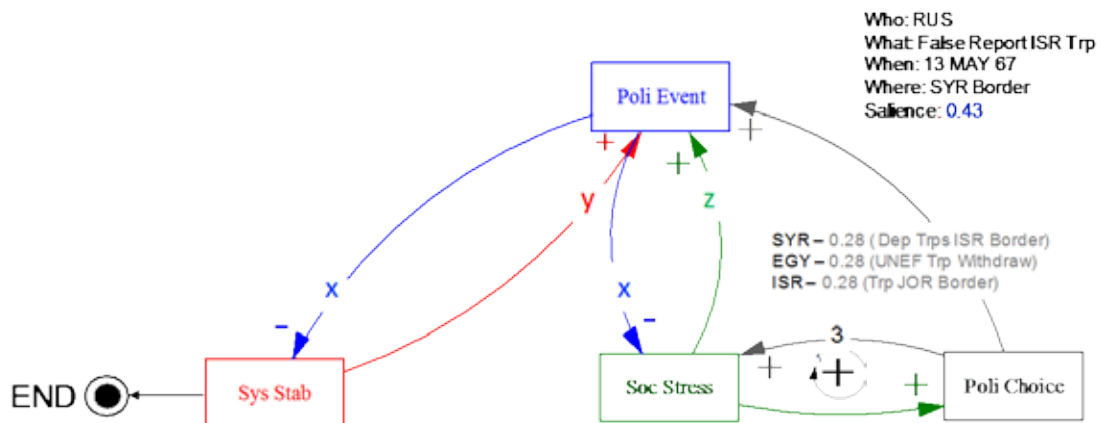 Who: RUS
What: False Report ISR Trp
When: 13 MAY 67
Where: SYR Border
Salience: 0.43
Poli Event
+
+
+
y
z
SYR – 0.28 (Dep Trps ISR Border)
EGY – 0.28 (UNEF Trp Withdraw)
ISR – 0.28 (Trp JOR Border)
x
x
-
-
3
+
+
+
END
Sys Stab
Soc Stress
Poli Choice